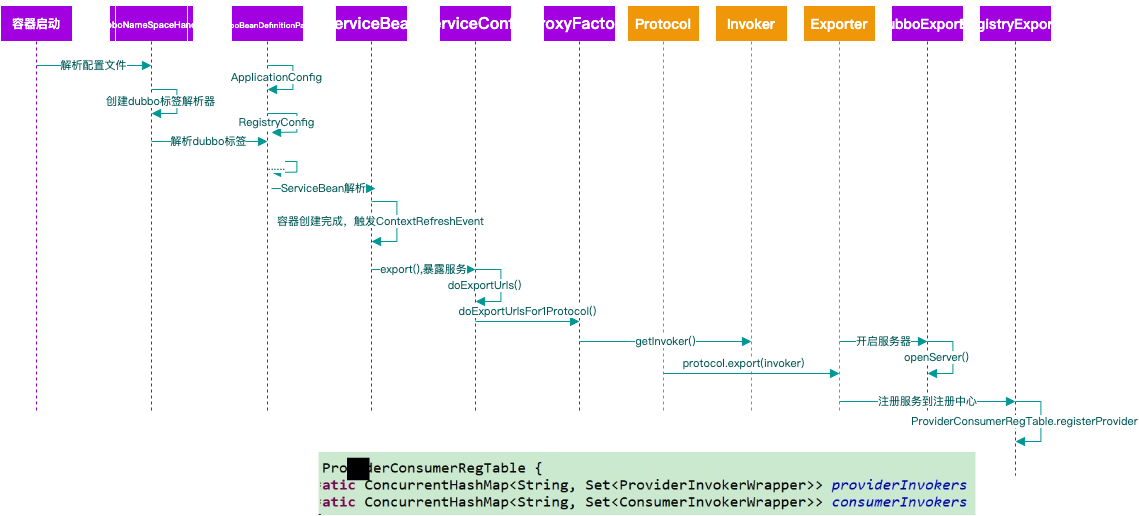 容器启动
boNameSpaceHan
boBeanDefinitionPa
erviceBea
erviceConf
roxyFacto
Protocol
Invoker
Exporter
ubboExport
gistryExpor
解析配置文件
ApplicationConfig
创建dubbo标签解析器
RegistryConfig
解析dubbo标签
......
ServiceBean解析
容器创建完成，触发ContextRefreshEvent
export(),暴露服务
doExportUrls()
doExportUrlsFor1Protocol()
getInvoker()
开启服务器
openServer()
protocol.export(invoker)
注册服务到注册中心
ProviderConsumerRegTable.registerProvider
Pro derConsumerRegTable {
atic ConcurrentHashMap<String, Set<ProviderInvokerWrapper>> providerInvokers
atic ConcurrentHashMap<String, Set<ConsumerInvokerWrapper>> consumerInvokers